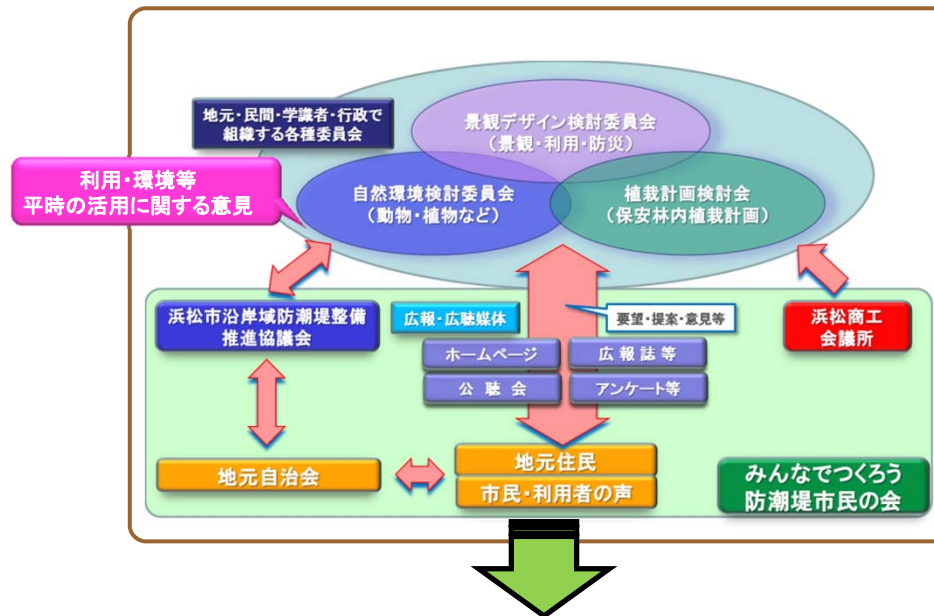 地元・民間・学識者・行政で
組織する各種委員会
景観デザイン検討委員会
(景観・利用・防災)
利用・環境等
平時の活用に関する意見
自然環境検討委員会
(動物・植物など)
植栽計画検討会
(保安林内植栽計画)
浜松市沿岸域防潮堤整備
推進協議会
広報・広聴媒体
要望・提案・意見等
浜松商工
会議所
ホームページ
広報誌等
公聴会
アンケート等
地元自治会
地元住民
市民・利用者の声
みんなでつくろう
防潮堤市民の会